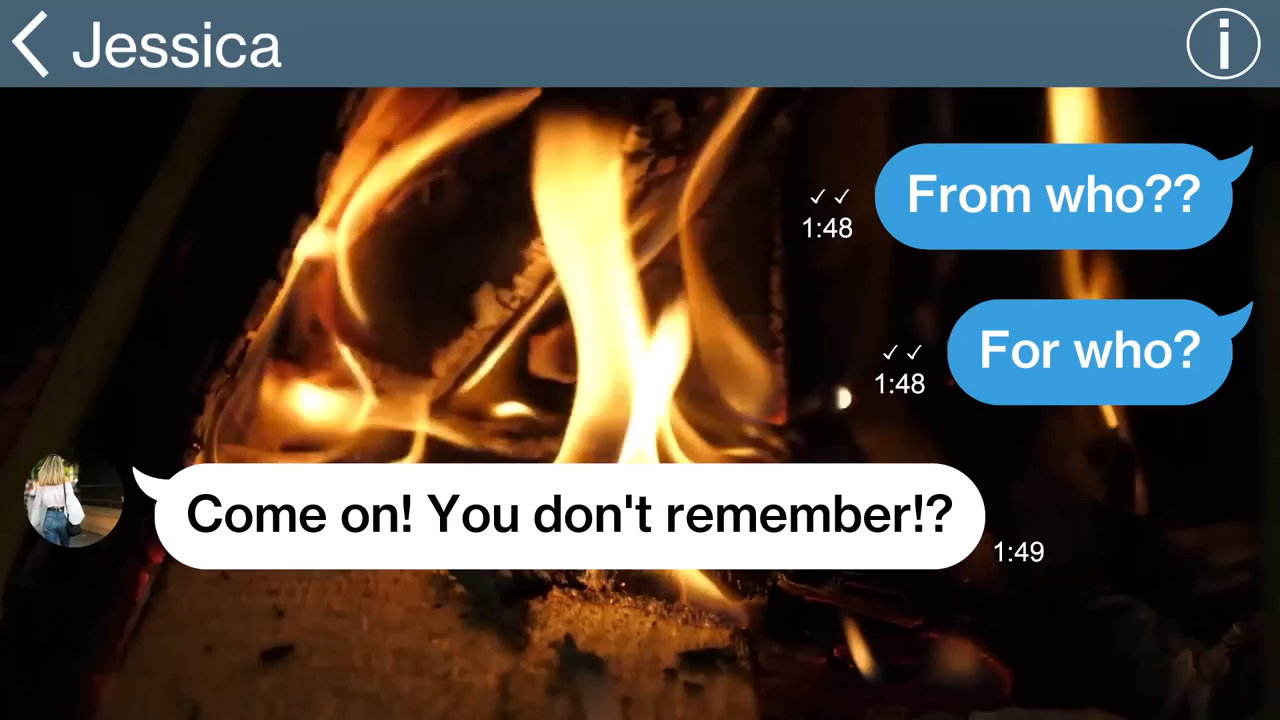 Jessica
From who??
✓ ✓
1:48
For who?
✓ ✓
1:48
Come on! You don't remember!?
1:49